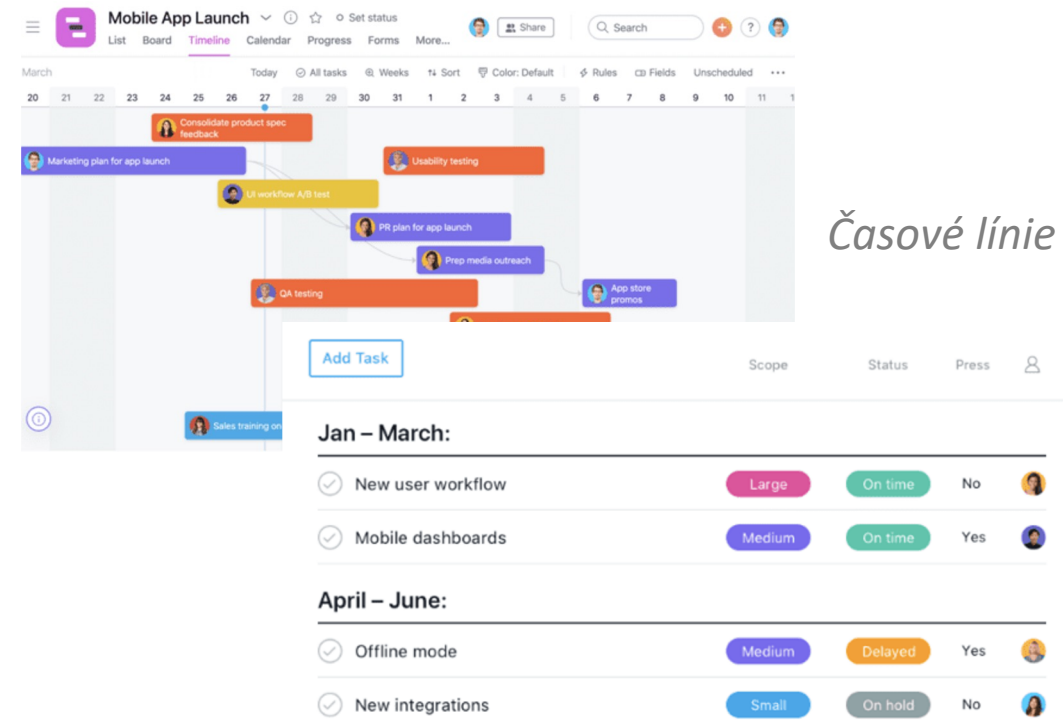 Mobile App Launch
Set status
Share
Search
?
List Board Timeline Calendar Progress Forms More...
March
Today All tasks Weeks Sort Color: Default Rules Fields Unscheduled ...
20 21 22 23 24 25 26 27 28 29 30 31 1 2 3 4 5 6 7 8 9 10 11 1
Consolidate product spec
feedback
Marketing plan for app launch
Usability testing
UI workflow A/B test
PR plan for app launch
Prep media outreach
QA testing
App store
promos
Sales training on
Časové línie
Add Task
Scope Status Press
Jan – March:
New user workflow Large On time No
Mobile dashboards Medium On time Yes
April – June:
Offline mode Medium Delayed Yes
New integrations Small On hold No